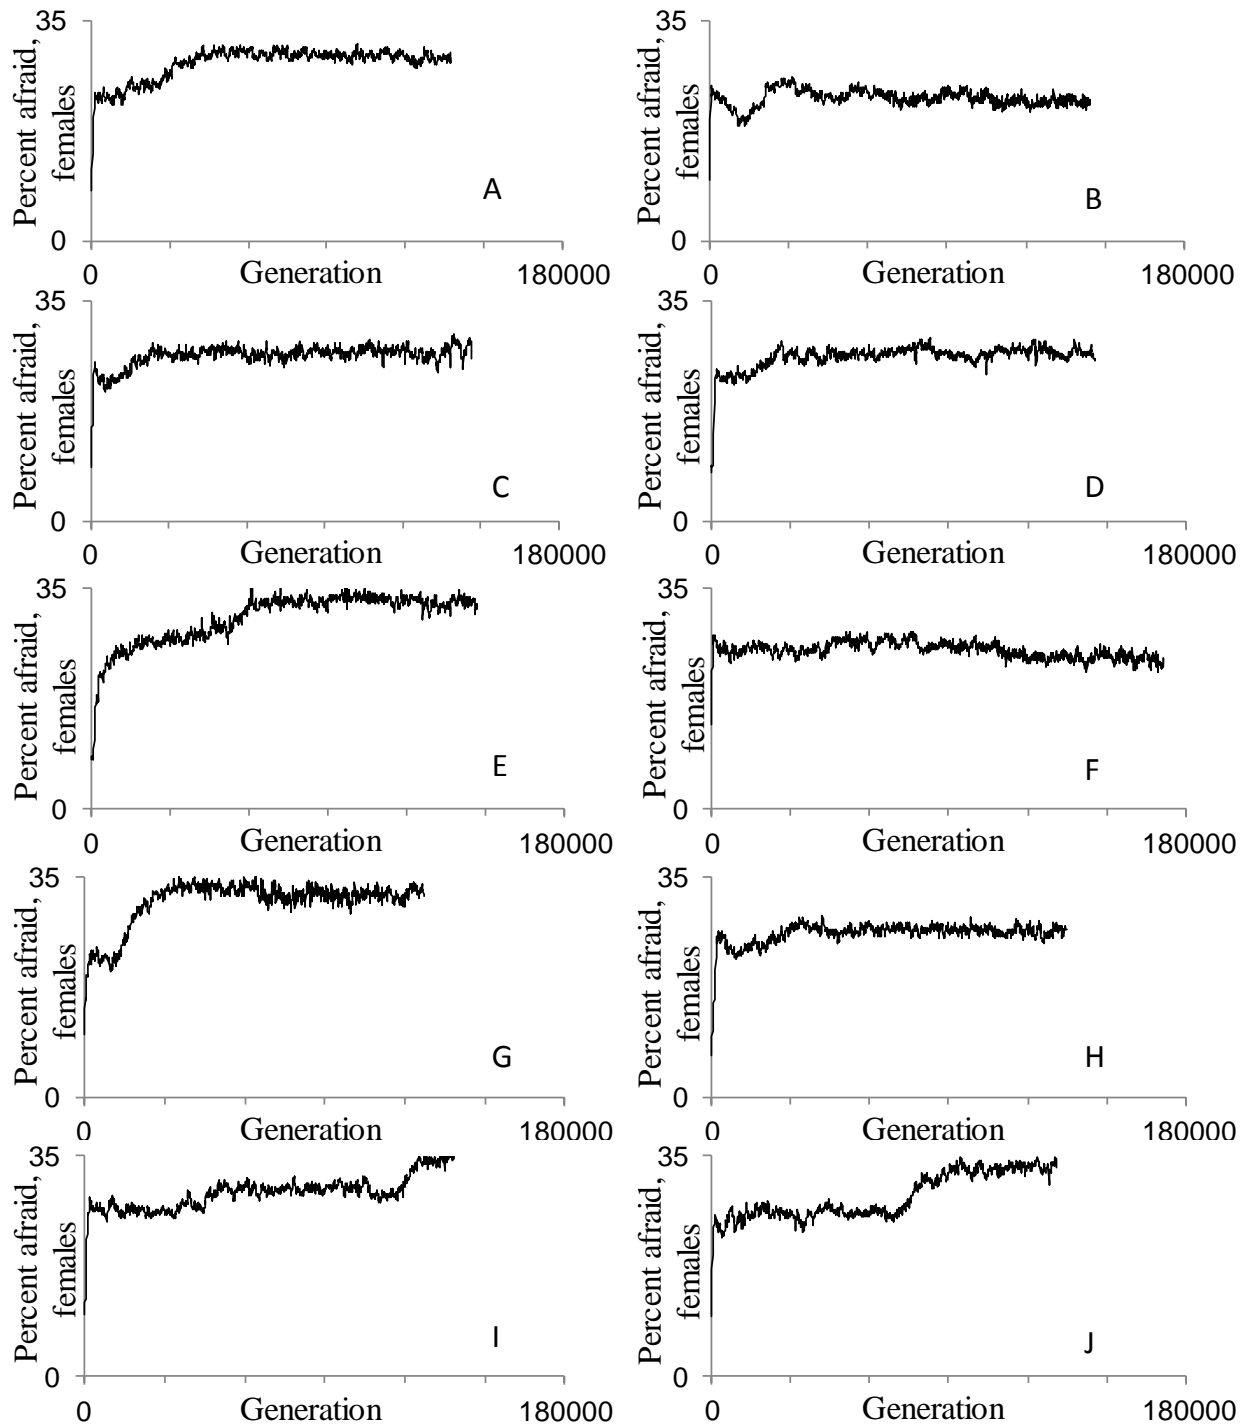 35
Percent afraid,
females
0
A
0
Generation
180000
35
Percent afraid,
females
0
B
0
Generation
180000
35
Percent afraid,
females
0
C
0
Generation
180000
35
Percent afraid,
females
0
D
0
Generation
180000
35
Percent afraid,
females
0
E
0
Generation
180000
35
Percent afraid,
females
0
F
0
Generation
180000
35
Percent afraid,
females
0
G
0
Generation
180000
35
Percent afraid,
females
0
H
0
Generation
180000
35
Percent afraid,
females
0
I
0
Generation
180000
35
Percent afraid,
females
0
J
0
Generation
180000